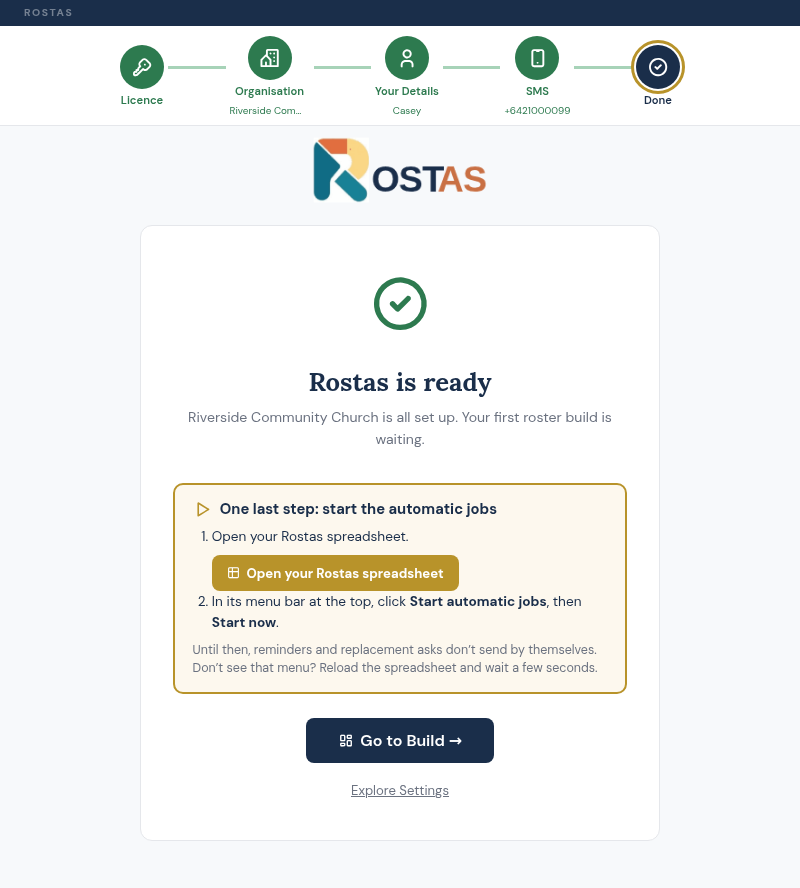 ROSTAS
Licence
Organisation
Riverside Com...
Your Details
Casey
SMS
+6421000099
Done
ROSTAS
Rostas is ready
Riverside Community Church is all set up. Your first roster build is
waiting.
One last step: start the automatic jobs
1. Open your Rostas spreadsheet.
Open your Rostas spreadsheet
2. In its menu bar at the top, click Start automatic jobs, then
Start now.
Until then, reminders and replacement asks don’t send by themselves.
Don’t see that menu? Reload the spreadsheet and wait a few seconds.
Go to Build →
Explore Settings